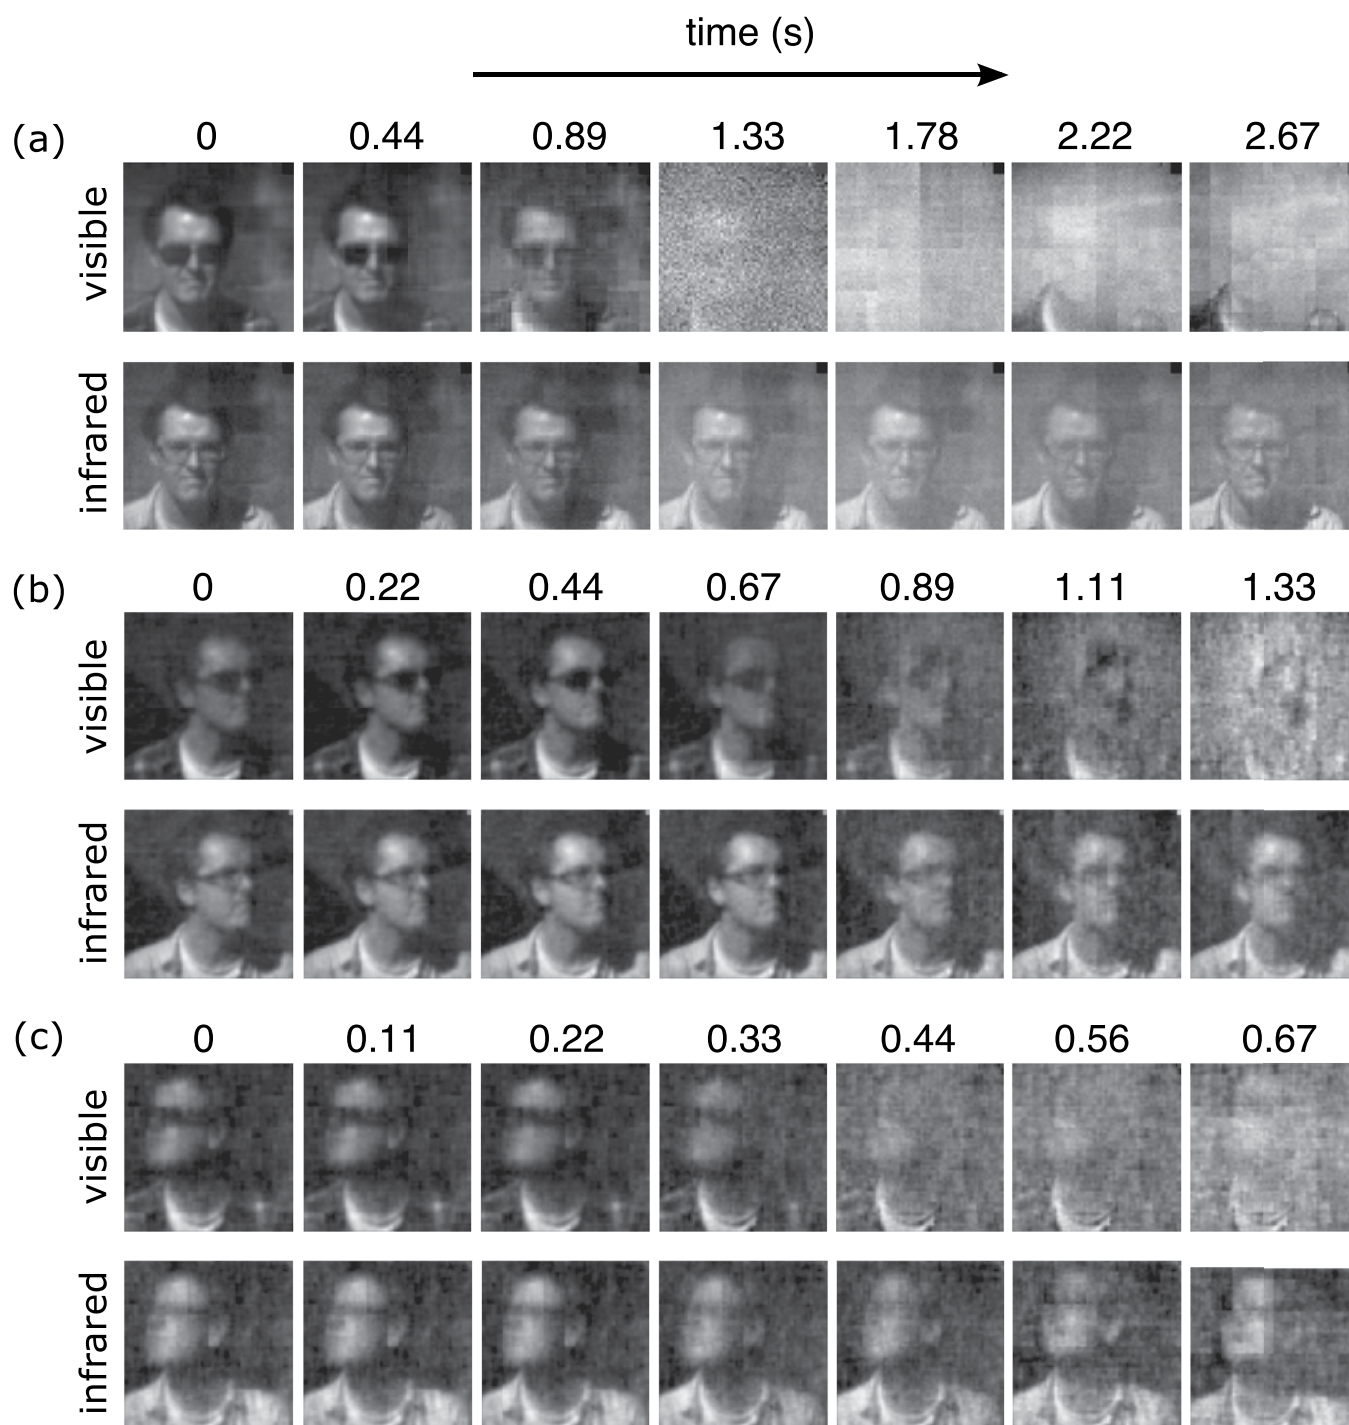 time (s)
(a) 0 0.44 0.89 1.33 1.78 2.22 2.67
visible
infrared
(b) 0 0.22 0.44 0.67 0.89 1.11 1.33
visible
infrared
(c) 0 0.11 0.22 0.33 0.44 0.56 0.67
visible
infrared